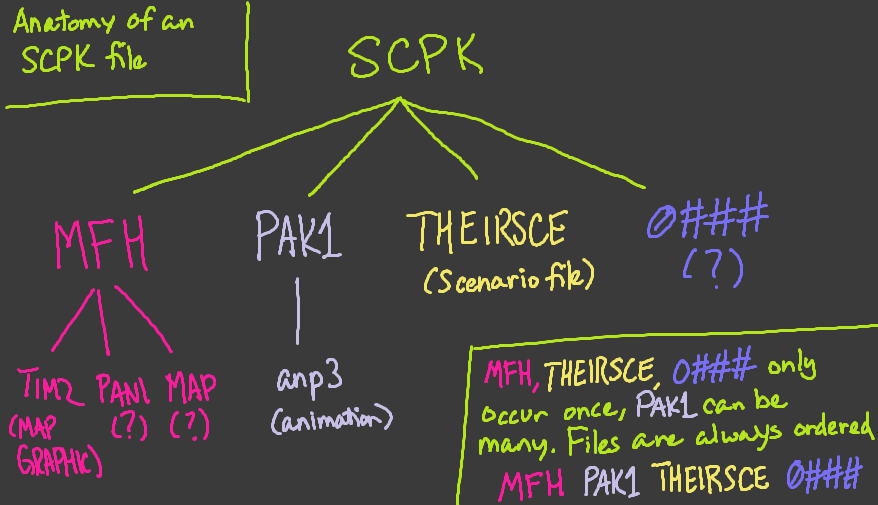 Anatomy of an
SCPK file
SCPK
MFH
PAK1
THEIRSCE
(Scenario file)
0###
(?)
TIM2
(MAP
GRAPHIC)
PAN1
(?)
MAP
(?)
anp3
(animation)
MFH, THEIRSCE, 0### only
occur once, PAK1 can be
many. Files are always ordered
MFH PAK1 THEIRSCE 0###